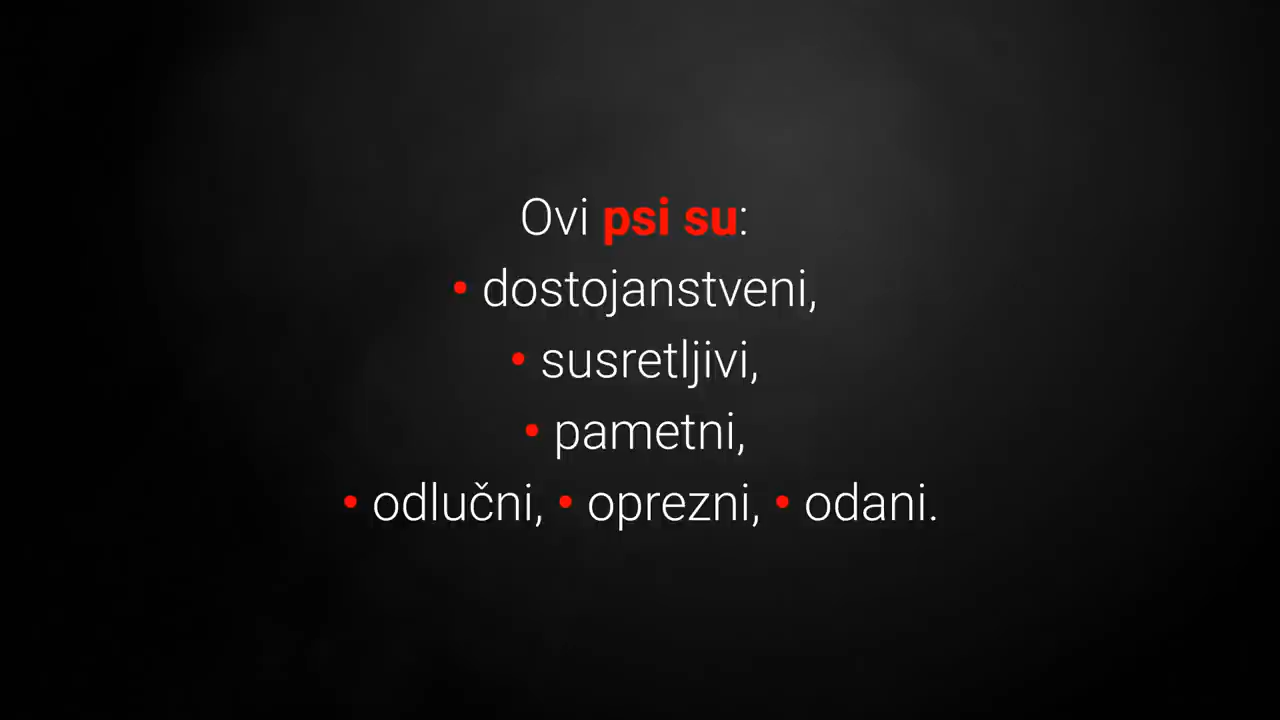 Ovi psi su:
• dostojanstveni,
• susretljivi,
• pametni,
• odlučni, • oprezni, • odani.